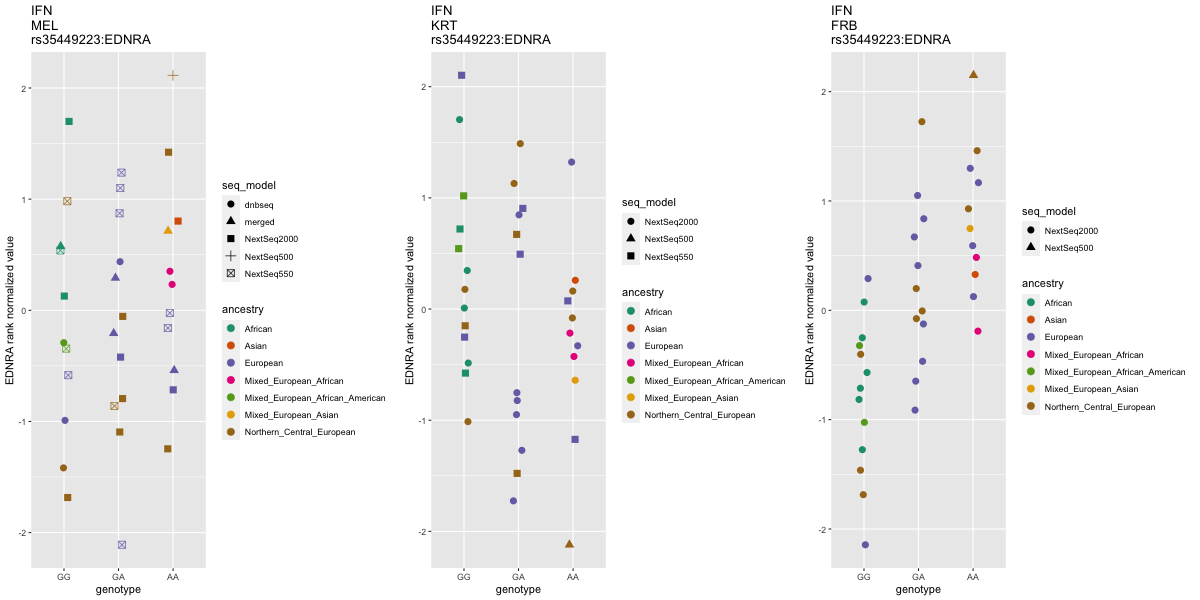 IFN
MEL
rs35449223:EDNRA
EDNRA rank normalized value
2
1
0
-1
-2
GG
GA
AA
genotype
seq_model
dnbseq
merged
NextSeq2000
NextSeq500
NextSeq550
ancestry
African
Asian
European
Mixed_European_African
Mixed_European_African_American
Mixed_European_Asian
Northern_Central_European
IFN
KRT
rs35449223:EDNRA
EDNRA rank normalized value
2
1
0
-1
-2
GG
GA
AA
genotype
seq_model
NextSeq2000
NextSeq500
NextSeq550
ancestry
African
Asian
European
Mixed_European_African
Mixed_European_African_American
Mixed_European_Asian
Northern_Central_European
IFN
FRB
rs35449223:EDNRA
EDNRA rank normalized value
2
1
0
-1
-2
GG
GA
AA
genotype
seq_model
NextSeq2000
NextSeq500
ancestry
African
Asian
European
Mixed_European_African
Mixed_European_African_American
Mixed_European_Asian
Northern_Central_European